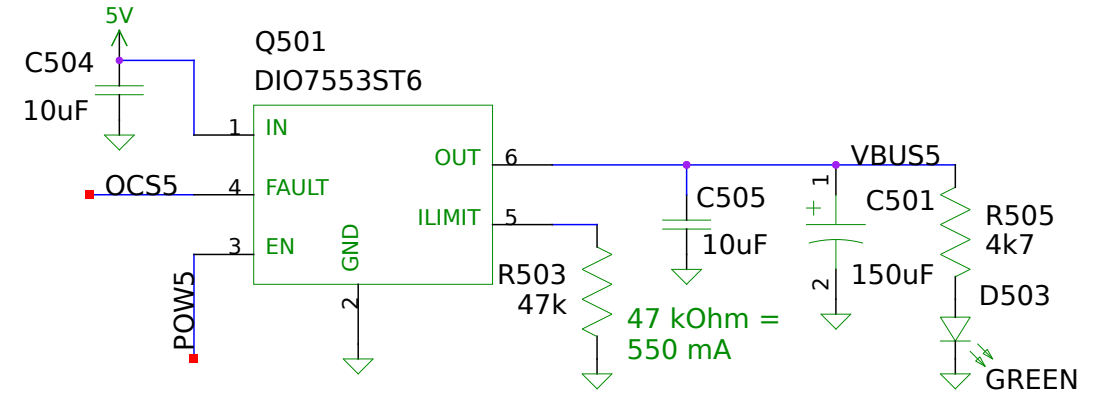 5V
C504
10uF
Q501
DIO7553ST6
1
IN
OCS5
4
FAULT
3
EN
POW5
GND
2
OUT
6
ILIMIT
5
R503
47k
47 kOhm =
550 mA
C505
10uF
VBUS5
1
+
C501
150uF
2
R505
4k7
D503
GREEN